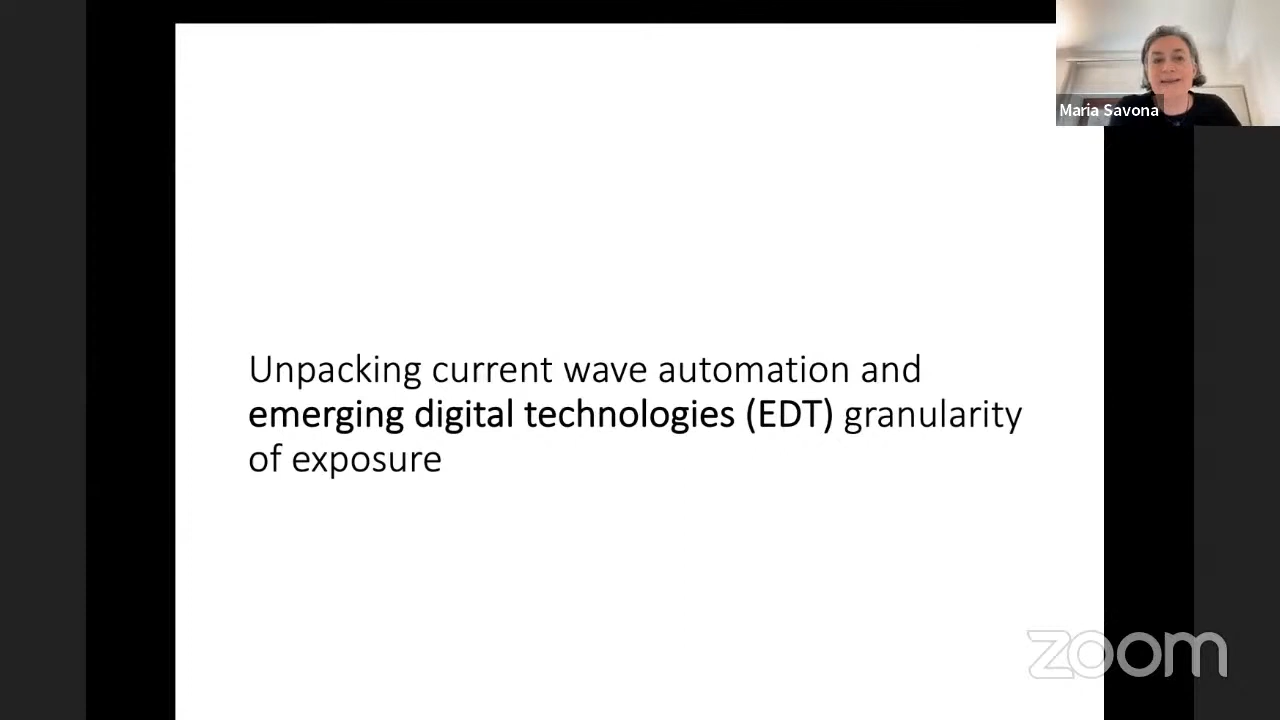 Maria Savona
Unpacking current wave automation and
emerging digital technologies (EDT) granularity
of exposure
zoom